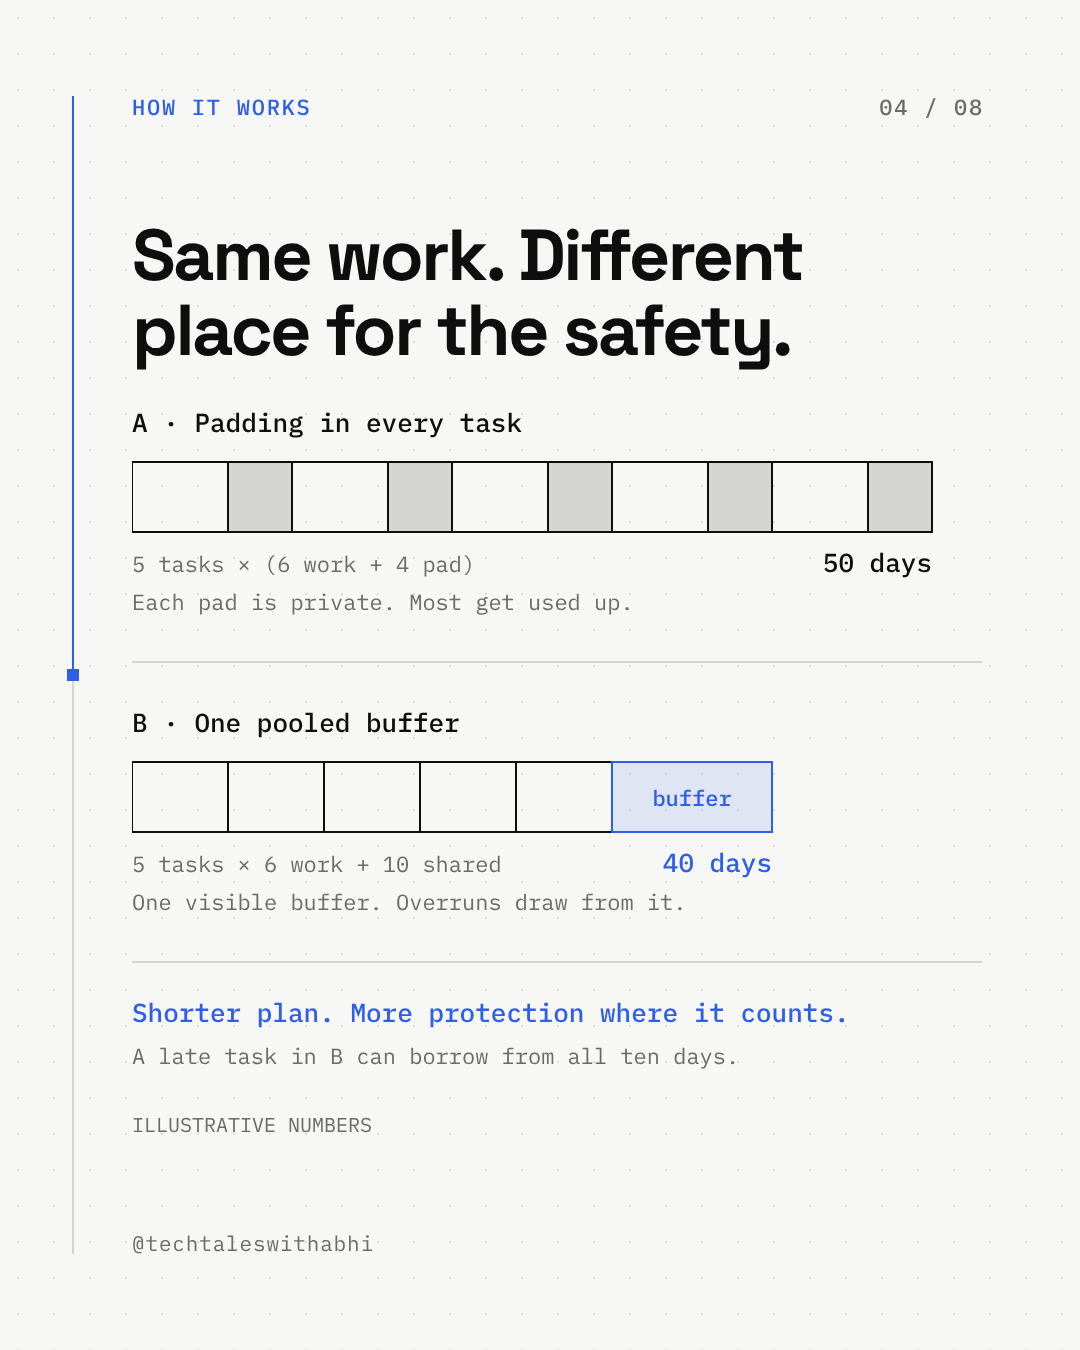 HOW IT WORKS
04 / 08
Same work. Different
place for the safety.
A · Padding in every task
5 tasks × (6 work + 4 pad)
50 days
Each pad is private. Most get used up.
B · One pooled buffer
buffer
5 tasks × 6 work + 10 shared
40 days
One visible buffer. Overruns draw from it.
Shorter plan. More protection where it counts.
A late task in B can borrow from all ten days.
ILLUSTRATIVE NUMBERS
@techtaleswithabhi